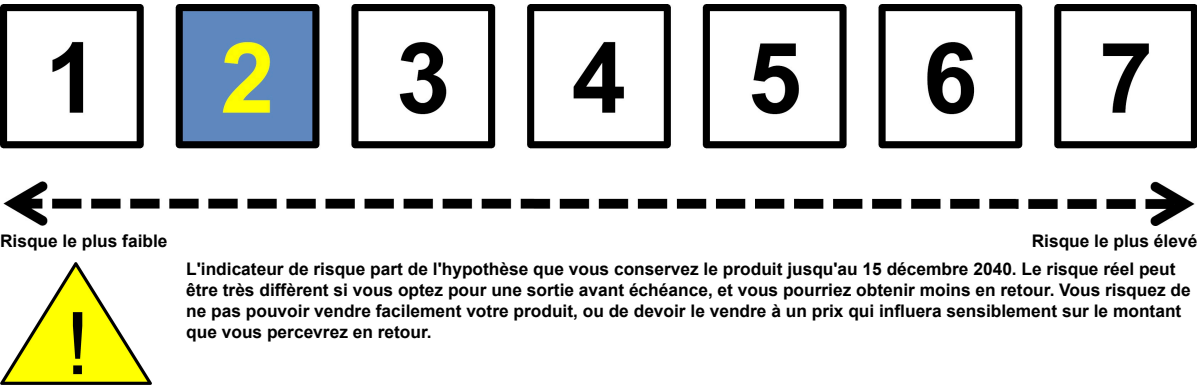 1 2 3 4 5 6 7
Risque le plus faible Risque le plus élevé
L'indicateur de risque part de l'hypothèse que vous conservez le produit jusqu'au 15 décembre 2040. Le risque réel peut
être très diffèrent si vous optez pour une sortie avant échéance, et vous pourriez obtenir moins en retour. Vous risquez de
ne pas pouvoir vendre facilement votre produit, ou de devoir le vendre à un prix qui influera sensiblement sur le montant
que vous percevrez en retour.
!